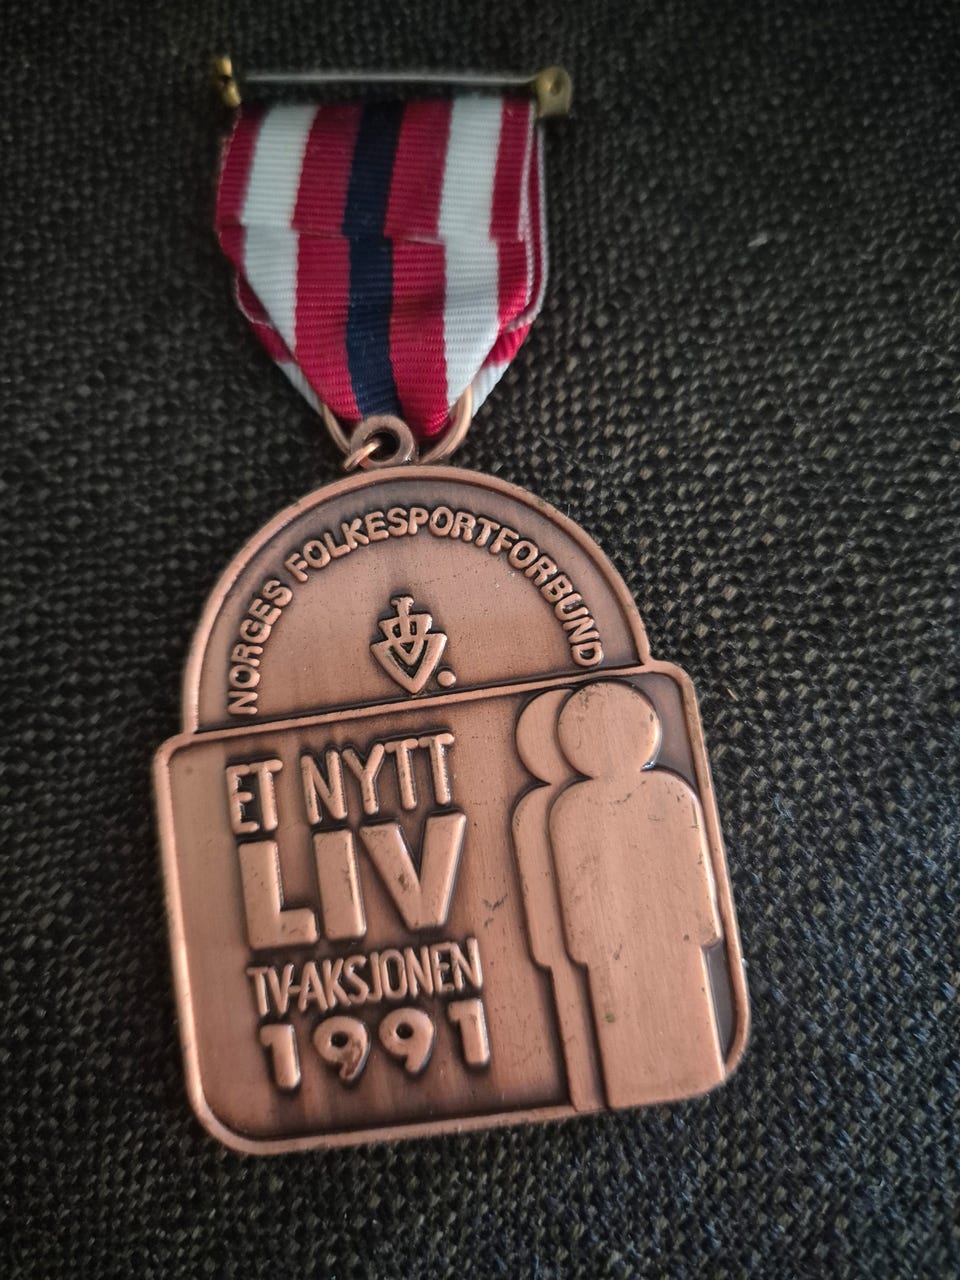 NORGES FOLKESPORTFORBUND
ET NYTT
LIV
TV-AKSJONEN
1991